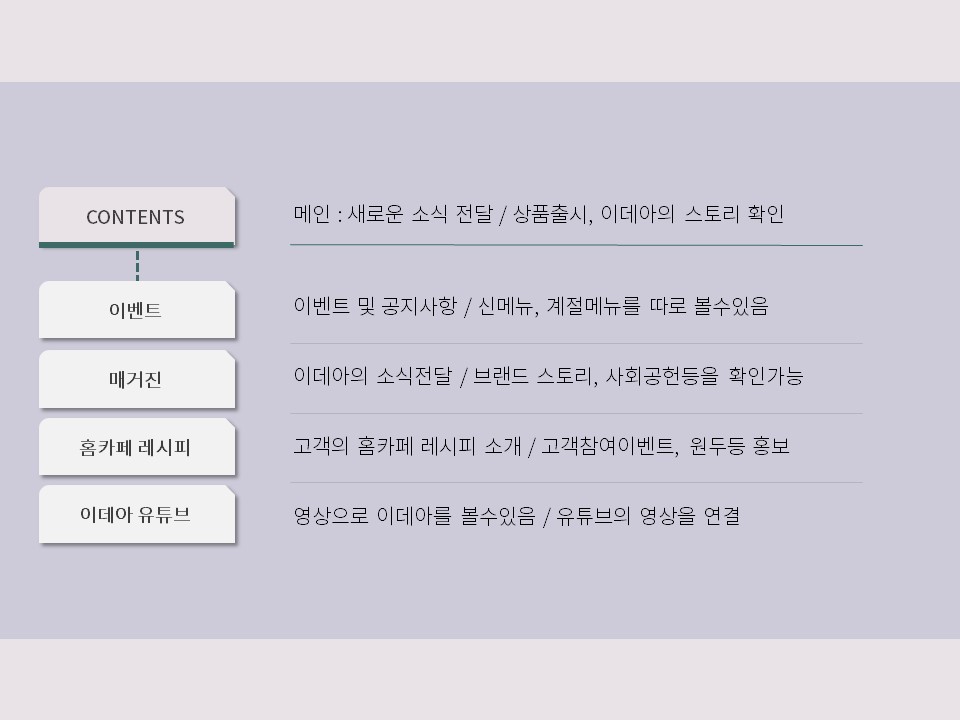 CONTENTS
메인 : 새로운 소식 전달 / 상품출시, 이데아의 스토리 확인
이벤트
이벤트 및 공지사항 / 신메뉴, 계절메뉴를 따로 볼수있음
매거진
이데아의 소식전달 / 브랜드 스토리, 사회공헌등을 확인가능
홈카페 레시피
고객의 홈카페 레시피 소개 / 고객참여이벤트, 원두등 홍보
이데아 유튜브
영상으로 이데아를 볼수있음 / 유튜브의 영상을 연결